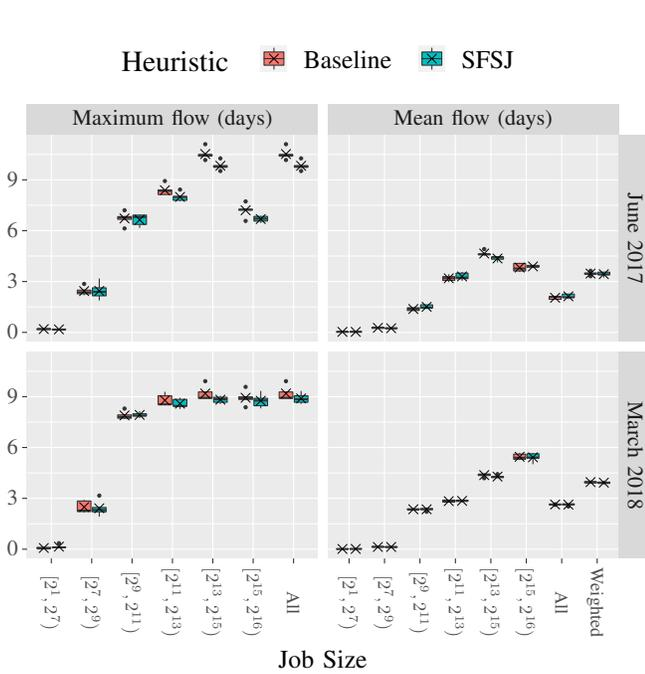 Heuristic Baseline SFSJ
Maximum flow (days) Mean flow (days)
9
6
3
0
June 2017
9
6
3
0
March 2018
[2¹, 2⁷)
[2⁷, 2⁹)
[2⁹, 2¹¹)
[2¹¹, 2¹³)
[2¹³, 2¹⁵)
[2¹⁵, 2¹⁶)
All
[2¹, 2⁷)
[2⁷, 2⁹)
[2⁹, 2¹¹)
[2¹¹, 2¹³)
[2¹³, 2¹⁵)
[2¹⁵, 2¹⁶)
All
Weighted
Job Size